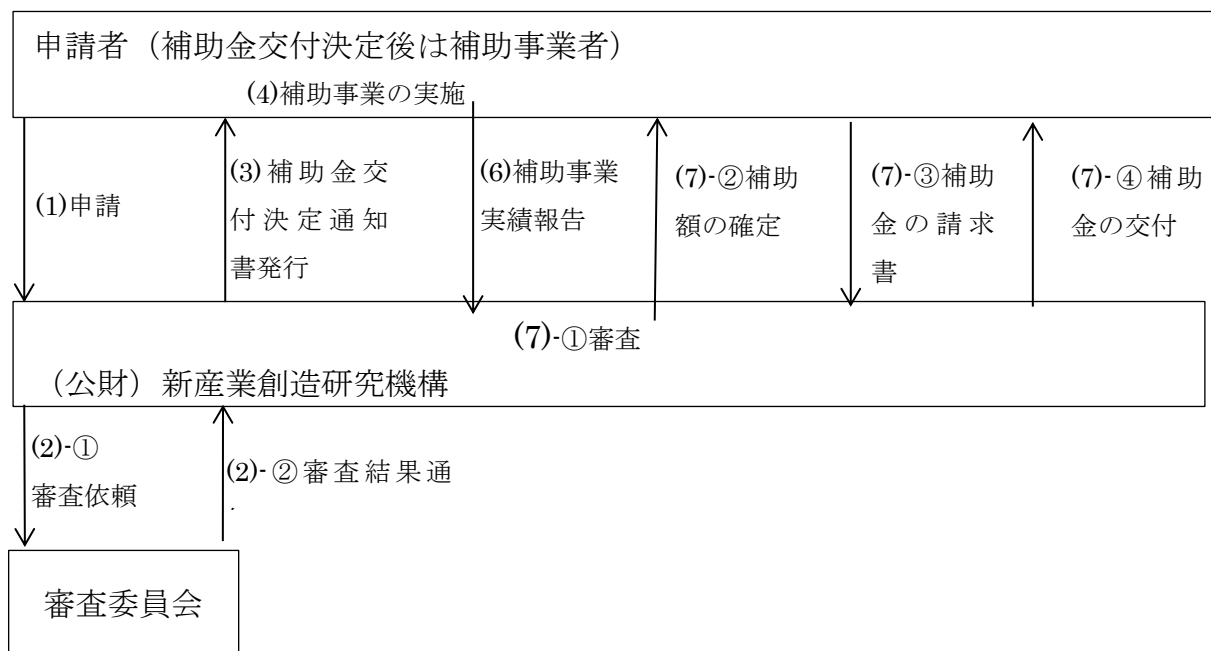 申請者（補助金交付決定後は補助事業者）
(4)補助事業の実施
(1)申請
(3)補助金交
付決定通知
書発行
(6)補助事業
実績報告
(7)-②補助
額の確定
(7)-③補助
金の請求
書
(7)-④補助
金の交付
(7)-①審査
（公財）新産業創造研究機構
(2)-①
審査依頼
(2)-②審査結果通
審査委員会